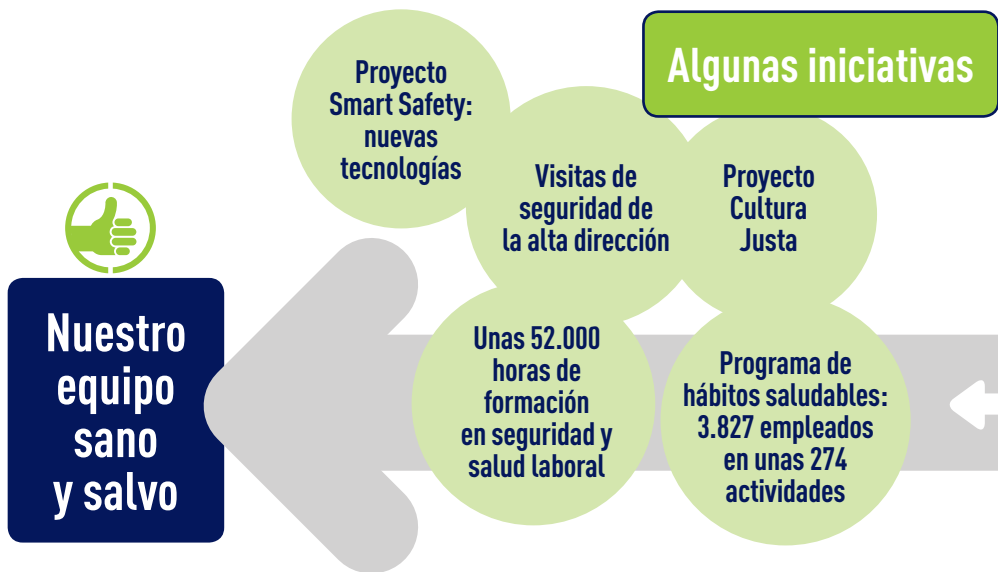 Algunas iniciativas
Proyecto
Smart Safety:
nuevas
tecnologías
Visitas de
seguridad de
la alta dirección
Proyecto
Cultura
Justa
Nuestro
equipo
sano
y salvo
Unas 52.000
horas de
formación
en seguridad y
salud laboral
Programa de
hábitos saludables:
3.827 empleados
en unas 274
actividades